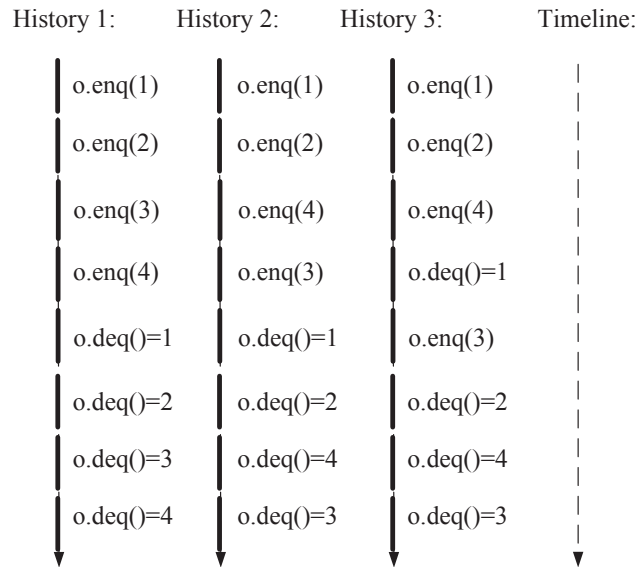 History 1: History 2: History 3: Timeline:
o.enq(1) o.enq(1) o.enq(1)
o.enq(2) o.enq(2) o.enq(2)
o.enq(3) o.enq(4) o.enq(4)
o.enq(4) o.enq(3) o.deq()=1
o.deq()=1 o.deq()=1 o.enq(3)
o.deq()=2 o.deq()=2 o.deq()=2
o.deq()=3 o.deq()=4 o.deq()=4
o.deq()=4 o.deq()=3 o.deq()=3